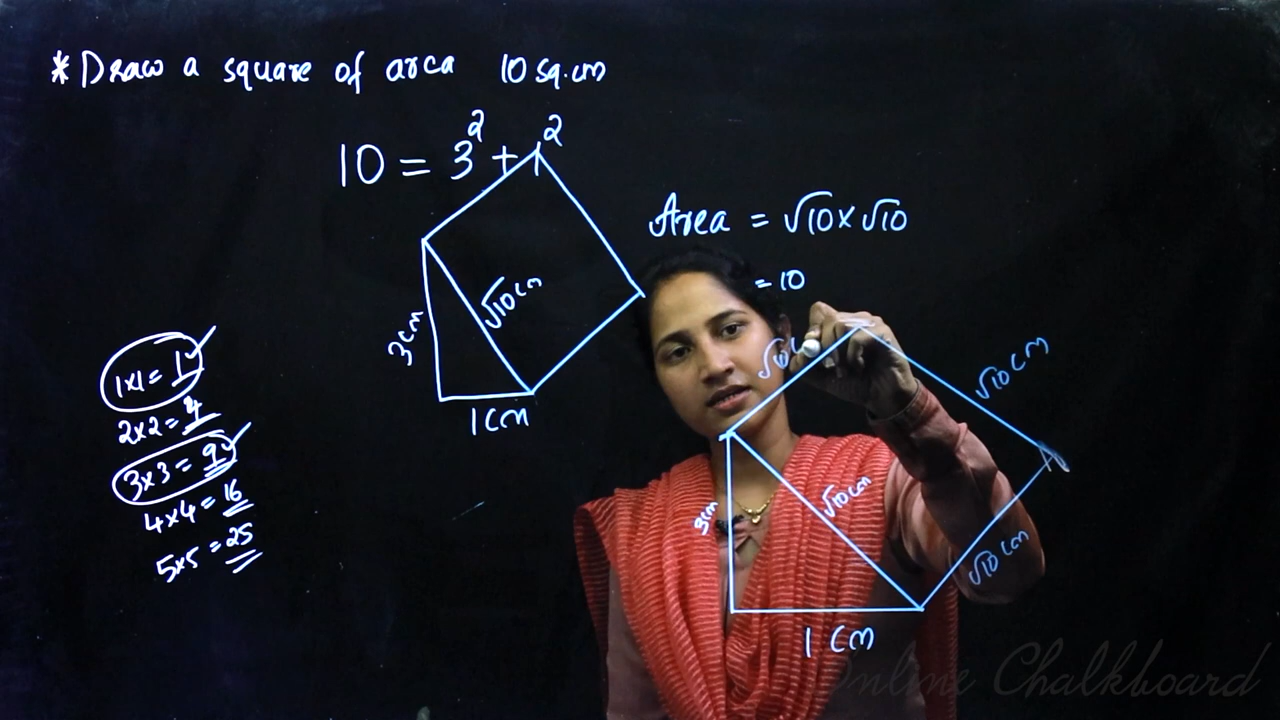 * Draw a square of area 10 sq.cm
10 = 3² + 1²
Area = √10 × √10
= 10
3cm
√10 cm
1 cm
1×1 = 1
2×2 = 4
3×3 = 9
4×4 = 16
5×5 = 25
√10 cm
3cm
√10 cm
√10 cm
1 cm
Online Chalkboard